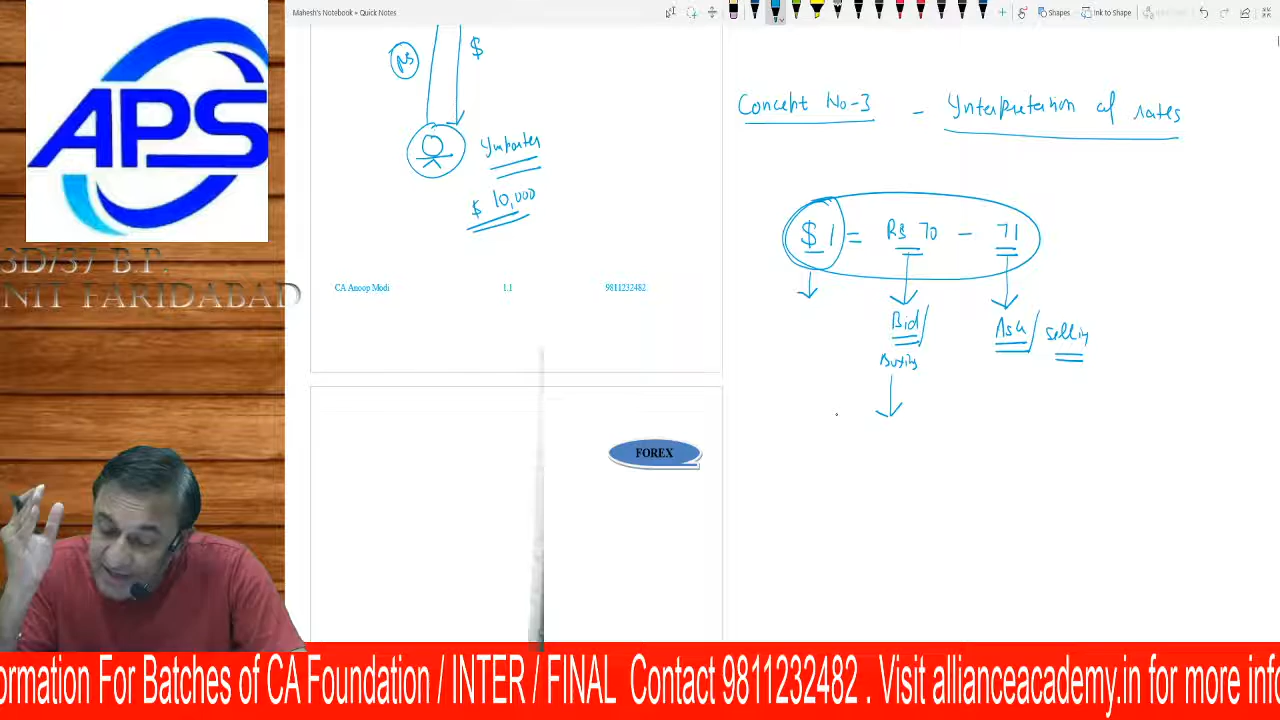 APS
3D/37 B.P.
NIT FARIDABAD
Mahesh's Notebook » Quick Notes
Shapes
Ink to Shape
Rs
$
Importer
$ 10,000
CA Anoop Modi 1.1 9811232482
FOREX
Concept No-3 - Interpretation of rates
$ 1 = Rs 70 - 71
Bid/ Ask/ Selling
Buying
ormation For Batches of CA Foundation / INTER / FINAL Contact 9811232482 . Visit allianceacademy.in for more info